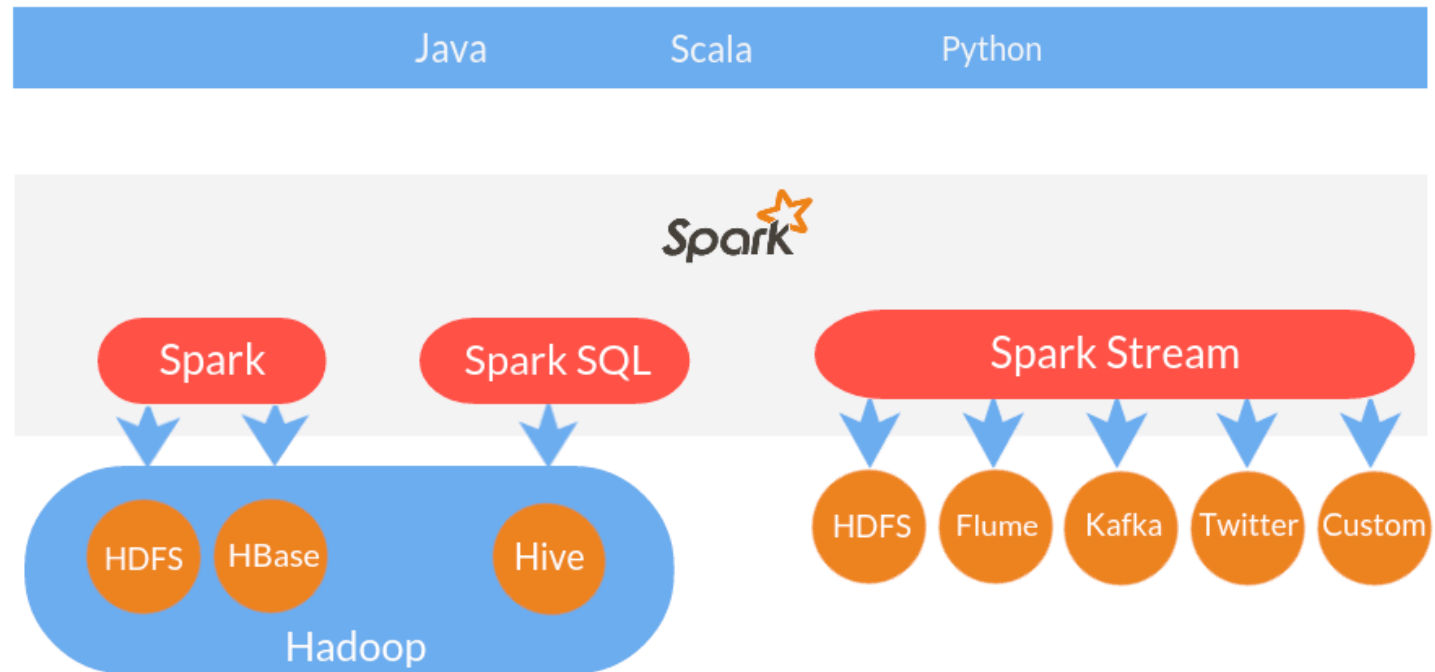 Java Scala Python
Spark
Spark Spark SQL Spark Stream
HDFS HBase Hive HDFS Flume Kafka Twitter Custom
Hadoop